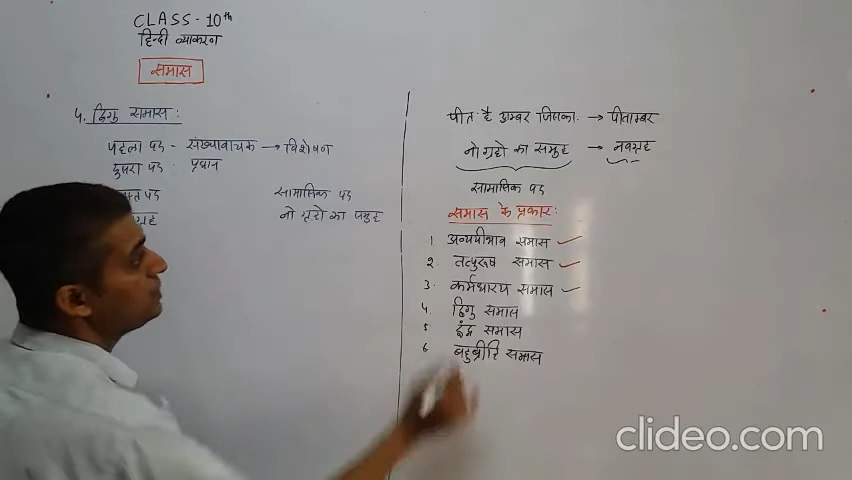 CLASS - 10th
हिन्दी व्याकरण
समास
4. द्विगु समास:
पहला पद - संख्यावाचक → विशेषण
दुसरा पद : प्रधान
पद
सामासिक पद
नो ग्रहो का समुह
पीत है अम्बर जिसका → पीताम्बर
नो ग्रहो का समुह → नवग्रह
सामासिक पद
समास के प्रकार:
1. अव्ययीभाव समास
2. तत्पुरूष समास
3. कर्मधारय समास
4. द्विगु समास
5 द्वंद्व समास
6 बहुब्रीहि समास
clideo.com